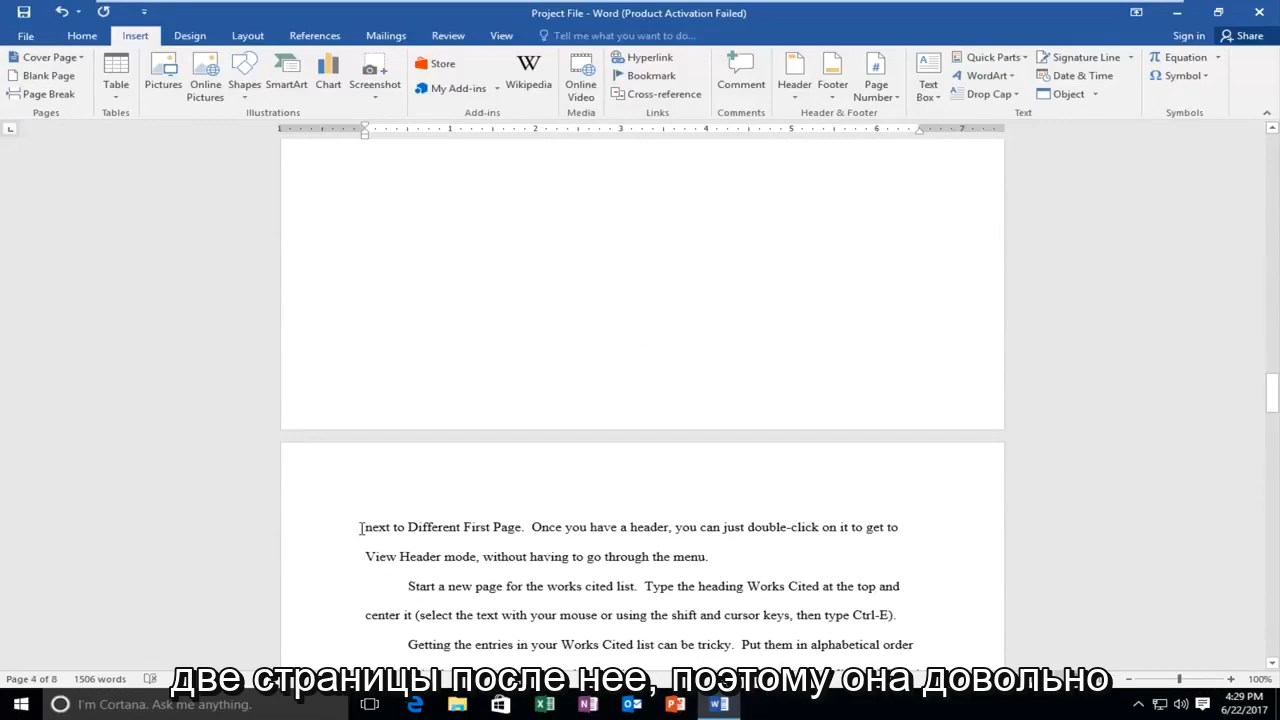 Project File - Word (Product Activation Failed)
File Home Insert Design Layout References Mailings Review View Tell me what you want to do... Sign in Share
Cover Page
Blank Page
Page Break
Pages
Table
Tables
Pictures
Online Pictures
Shapes
SmartArt
Chart
Screenshot
Illustrations
Store
My Add-ins
Wikipedia
Add-ins
Online Video
Media
Hyperlink
Bookmark
Cross-reference
Links
Comment
Comments
Header
Footer
Page Number
Header & Footer
Text Box
Quick Parts
WordArt
Drop Cap
Signature Line
Date & Time
Object
Text
Equation
Symbol
Symbols
1 1 2 3 4 5 6 7
next to Different First Page. Once you have a header, you can just double-click on it to get to
View Header mode, without having to go through the menu.
Start a new page for the works cited list. Type the heading Works Cited at the top and
center it (select the text with your mouse or using the shift and cursor keys, then type Ctrl-E).
Getting the entries in your Works Cited list can be tricky. Put them in alphabetical order
две страницы после нее, поэтому она довольно
Page 4 of 8 1506 words 100%
I'm Cortana. Ask me anything.
4:29 PM
6/22/2017